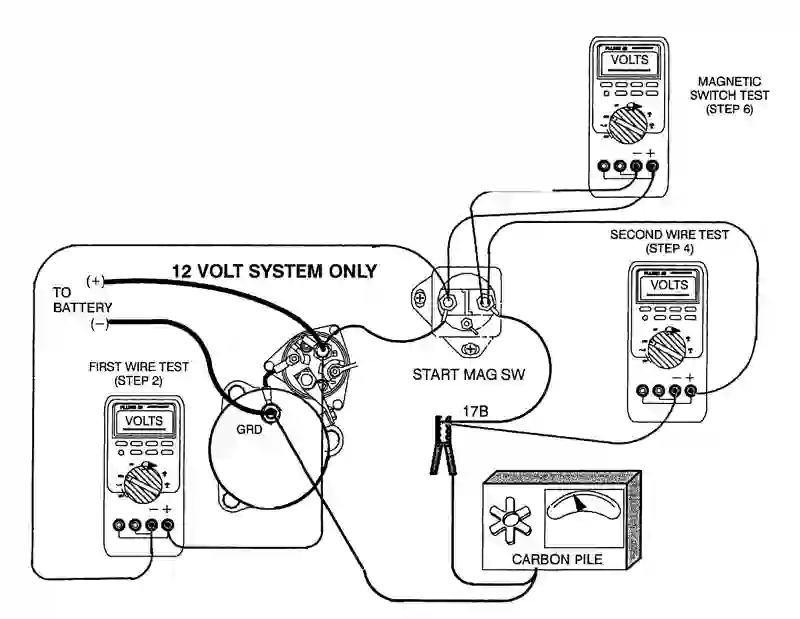 VOLTS
MAGNETIC
SWITCH TEST
(STEP 6)
− +
SECOND WIRE TEST
(STEP 4)
VOLTS
− +
12 VOLT SYSTEM ONLY
(+)
TO
BATTERY
(−)
START MAG SW
FIRST WIRE TEST
(STEP 2)
VOLTS
− +
GRD
17B
CARBON PILE